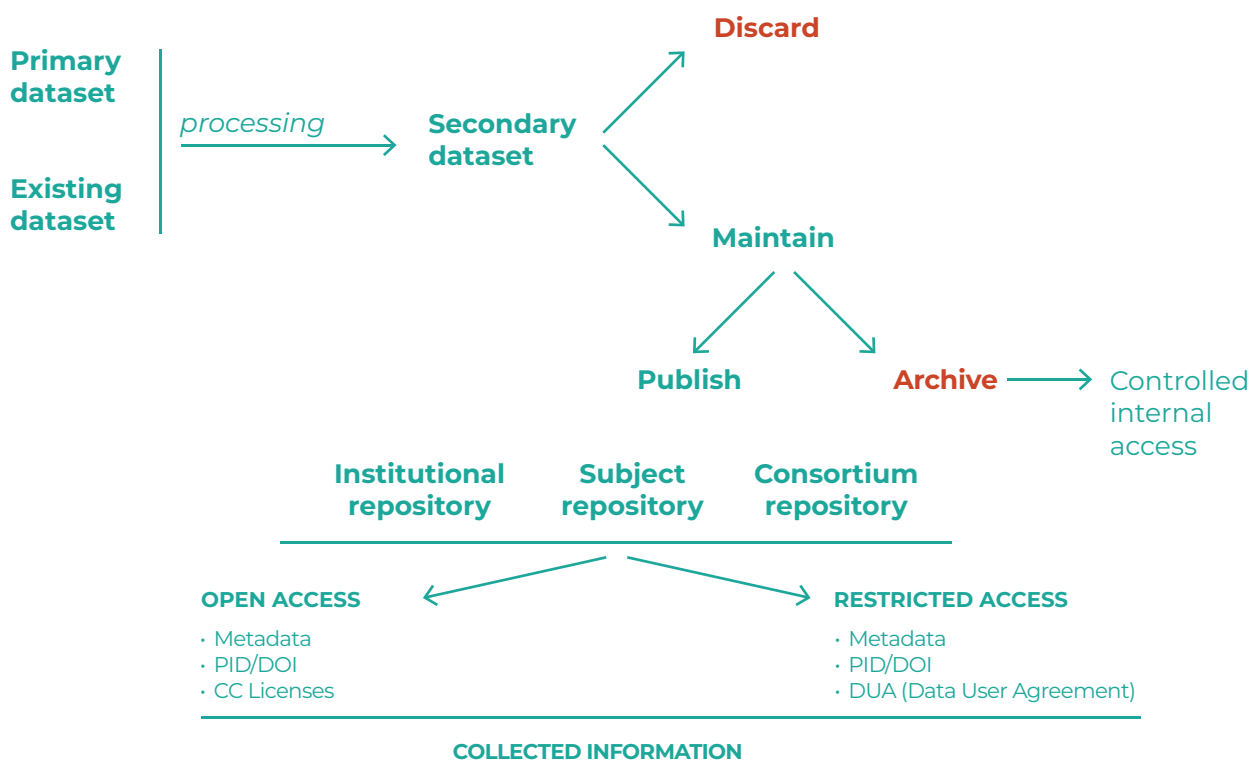 Discard
Primary
dataset
processing
Secondary
dataset
Existing
dataset
Maintain
Publish
Archive
Controlled
internal
access
Institutional
repository
Subject
repository
Consortium
repository
OPEN ACCESS
· Metadata
· PID/DOI
· CC Licenses
RESTRICTED ACCESS
· Metadata
· PID/DOI
· DUA (Data User Agreement)
COLLECTED INFORMATION